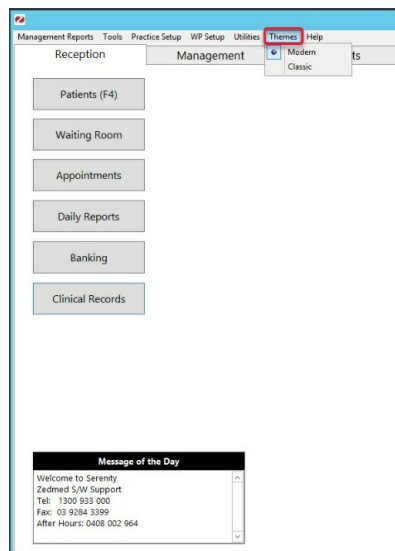 Management Reports Tools Practice Setup WP Setup Utilities Themes Help
Reception Management ts
Modern
Classic
Patients (F4)
Waiting Room
Appointments
Daily Reports
Banking
Clinical Records
Message of the Day
Welcome to Serenity
Zedmed S/W Support
Tel: 1300 933 000
Fax: 03 9284 3399
After Hours: 0408 002 964